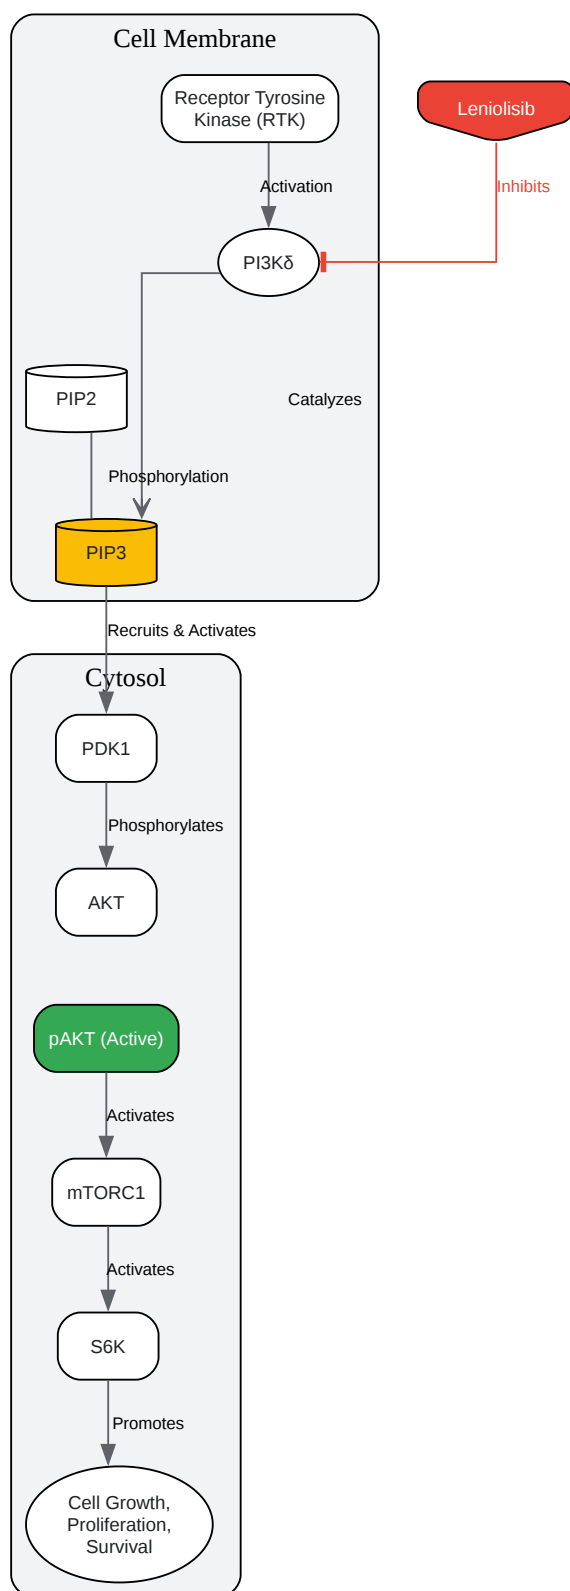 Cell Membrane
Receptor Tyrosine
Kinase (RTK)
Leniolisib
Activation
Inhibits
PI3Kδ
PIP2
Catalyzes
Phosphorylation
PIP3
Recruits & Activates
Cytosol
PDK1
Phosphorylates
AKT
pAKT (Active)
Activates
mTORC1
Activates
S6K
Promotes
Cell Growth,
Proliferation,
Survival